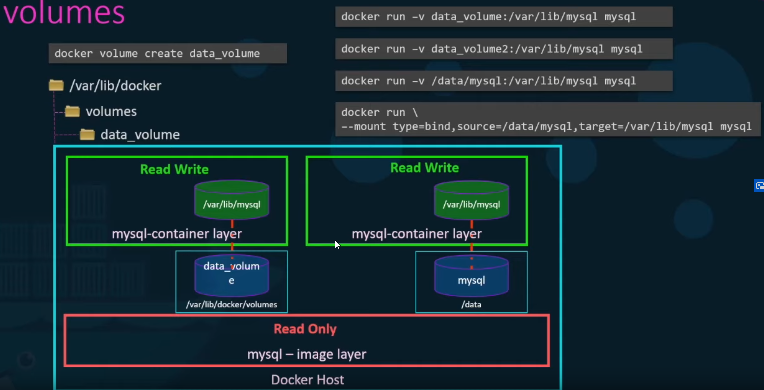 volumes
docker volume create data_volume
/var/lib/docker
volumes
data_volume
docker run –v data_volume:/var/lib/mysql mysql
docker run –v data_volume2:/var/lib/mysql mysql
docker run –v /data/mysql:/var/lib/mysql mysql
docker run \
--mount type=bind,source=/data/mysql,target=/var/lib/mysql mysql
Read Write
/var/lib/mysql
mysql-container layer
data_volum
e
/var/lib/docker/volumes
Read Write
/var/lib/mysql
mysql-container layer
mysql
/data
Read Only
mysql – image layer
Docker Host